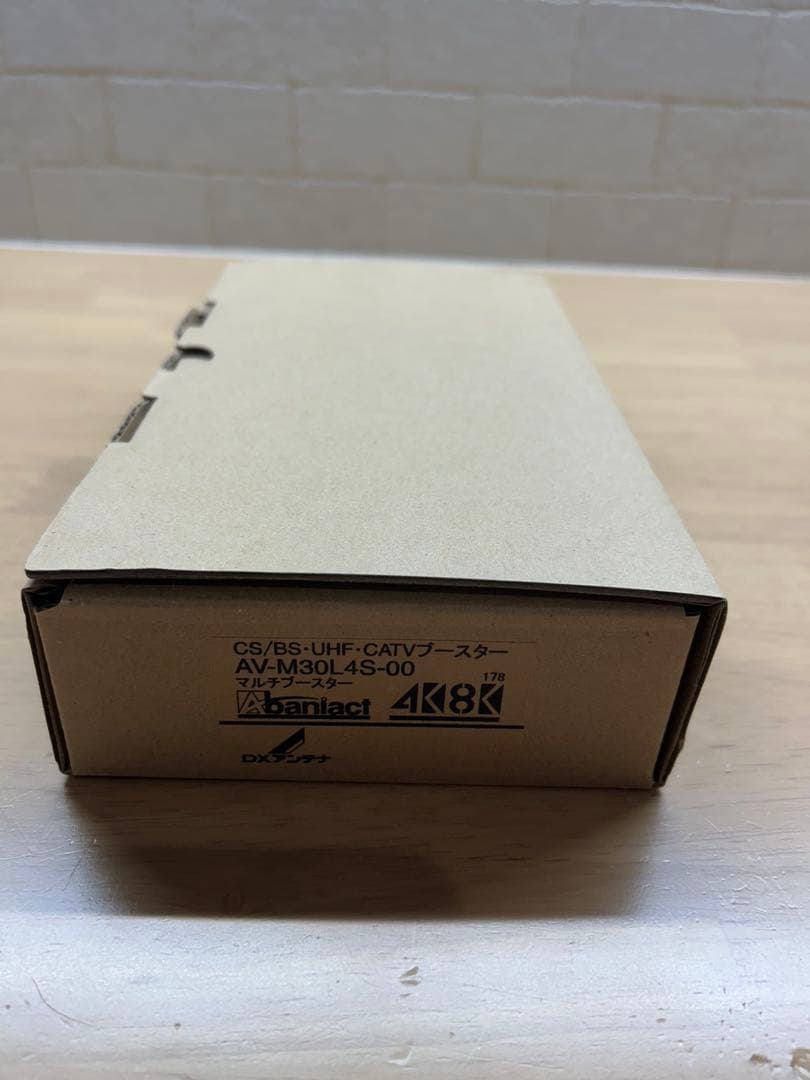 CS/BS・UHF・CATVブースター
AV-M30L4S-00
マルチブースター
178
Abaniact 4K8K
DXアンテナ